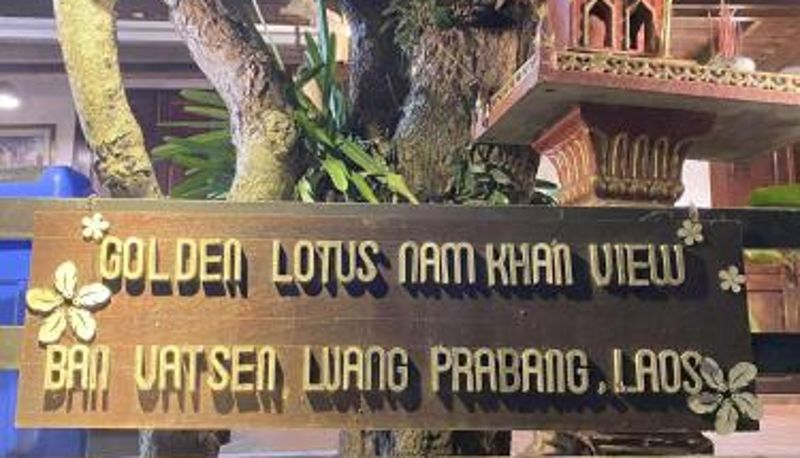 GOLDEN LOTUS NAM KHAN VIEW
BAN VATSEN LUANG PRABANG, LAOS